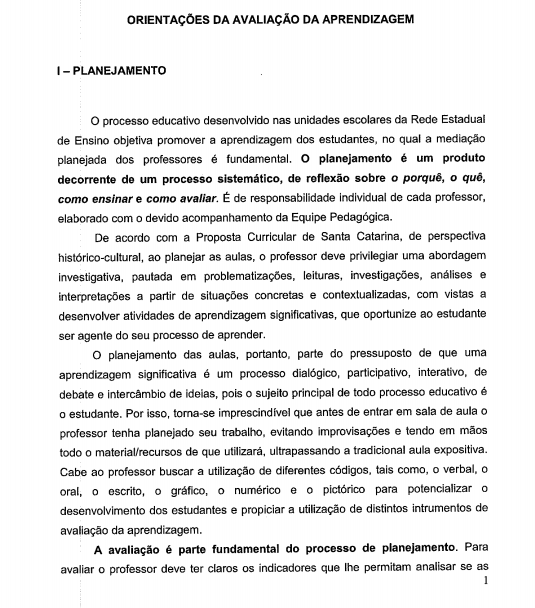 ORIENTAÇÕES DA AVALIAÇÃO DA APRENDIZAGEM
I – PLANEJAMENTO
O processo educativo desenvolvido nas unidades escolares da Rede Estadual
de Ensino objetiva promover a aprendizagem dos estudantes, no qual a mediação
planejada dos professores é fundamental. O planejamento é um produto
decorrente de um processo sistemático, de reflexão sobre o porquê, o quê,
como ensinar e como avaliar. É de responsabilidade individual de cada professor,
elaborado com o devido acompanhamento da Equipe Pedagógica.
De acordo com a Proposta Curricular de Santa Catarina, de perspectiva
histórico-cultural, ao planejar as aulas, o professor deve privilegiar uma abordagem
investigativa, pautada em problematizações, leituras, investigações, análises e
interpretações a partir de situações concretas e contextualizadas, com vistas a
desenvolver atividades de aprendizagem significativas, que oportunize ao estudante
ser agente do seu processo de aprender.
O planejamento das aulas, portanto, parte do pressuposto de que uma
aprendizagem significativa é um processo dialógico, participativo, interativo, de
debate e intercâmbio de ideias, pois o sujeito principal de todo processo educativo é
o estudante. Por isso, torna-se imprescindível que antes de entrar em sala de aula o
professor tenha planejado seu trabalho, evitando improvisações e tendo em mãos
todo o material/recursos de que utilizará, ultrapassando a tradicional aula expositiva.
Cabe ao professor buscar a utilização de diferentes códigos, tais como, o verbal, o
oral, o escrito, o gráfico, o numérico e o pictórico para potencializar o
desenvolvimento dos estudantes e propiciar a utilização de distintos intrumentos de
avaliação da aprendizagem.
A avaliação é parte fundamental do processo de planejamento. Para
avaliar o professor deve ter claros os indicadores que lhe permitam analisar se as
1